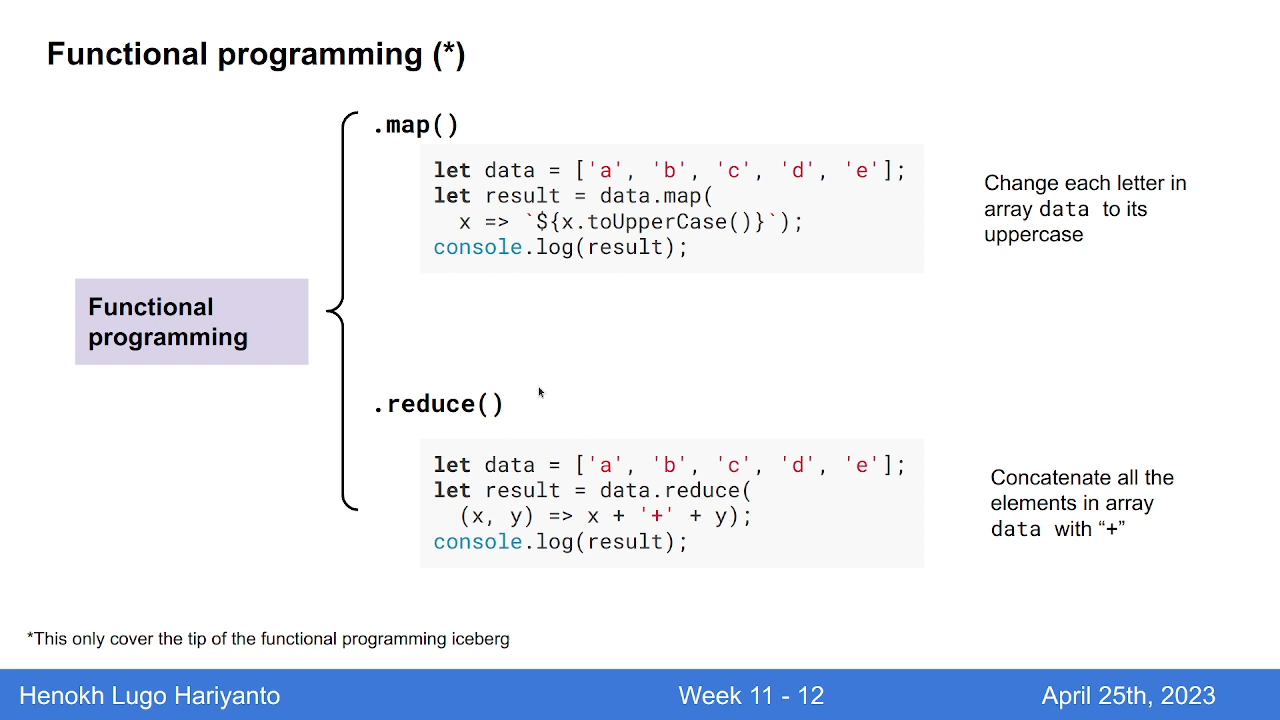 Functional programming (*)
.map()
let data = ['a', 'b', 'c', 'd', 'e'];
let result = data.map(
x => `${x.toUpperCase()}`);
console.log(result);
Change each letter in
array data to its
uppercase
Functional
programming
.reduce()
let data = ['a', 'b', 'c', 'd', 'e'];
let result = data.reduce(
(x, y) => x + '+' + y);
console.log(result);
Concatenate all the
elements in array
data with “+”
*This only cover the tip of the functional programming iceberg
Henokh Lugo Hariyanto
Week 11 - 12
April 25th, 2023